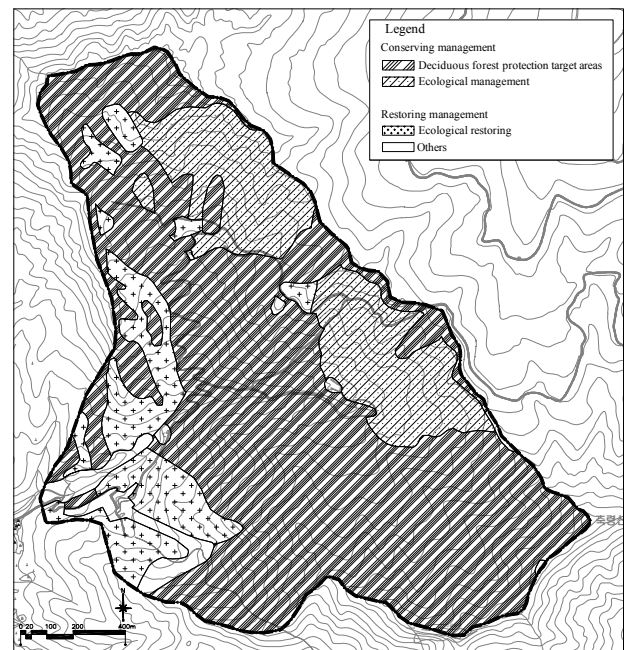 Legend
Conserving management
Deciduous forest protection target areas
Ecological management
Restoring management
Ecological restoring
Others
N
0 20 100 200 400m